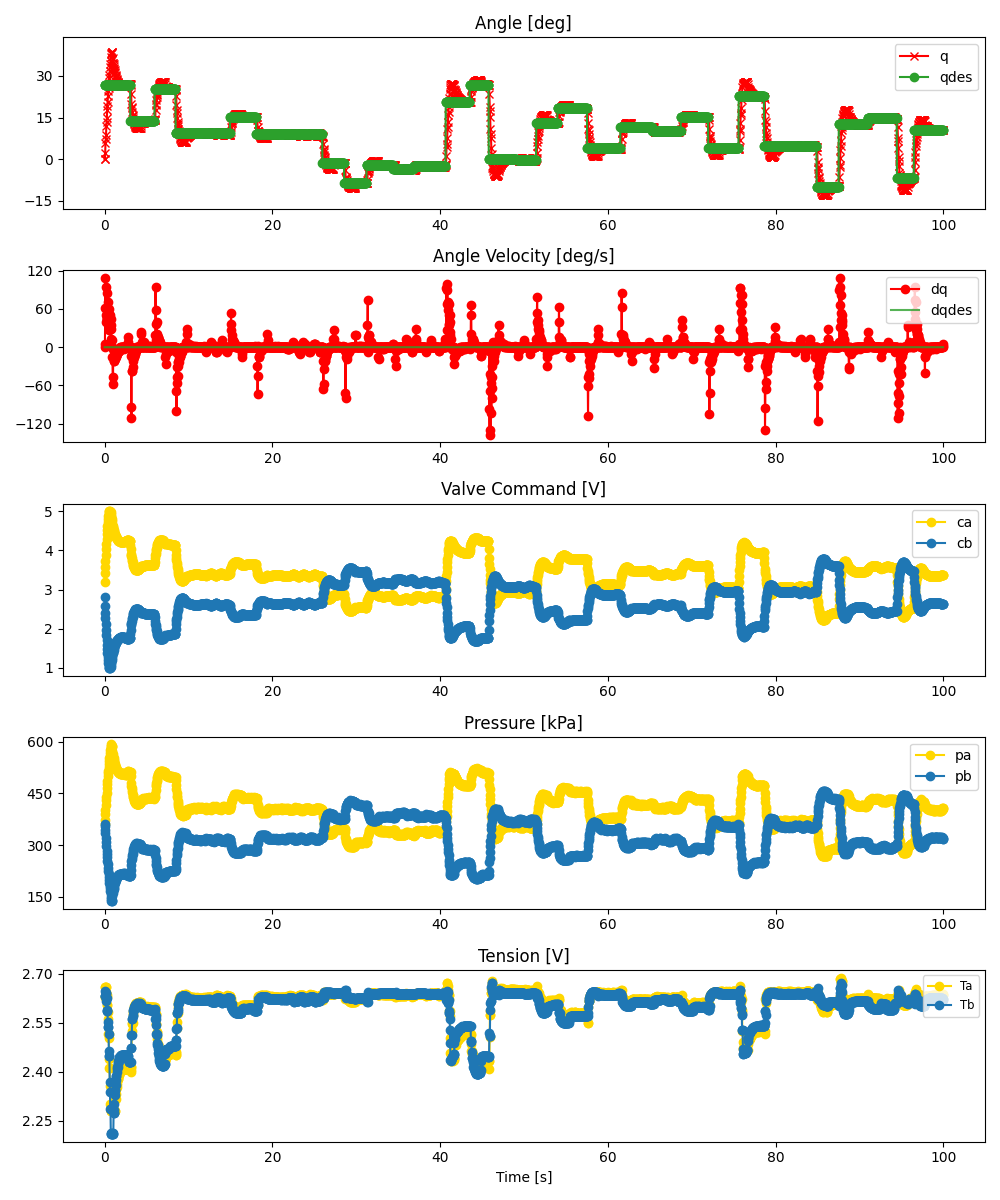 Angle [deg]
30
15
0
−15
q
qdes
0 20 40 60 80 100
Angle Velocity [deg/s]
120
60
0
−60
−120
dq
dqdes
0 20 40 60 80 100
Valve Command [V]
5
4
3
2
1
ca
cb
0 20 40 60 80 100
Pressure [kPa]
600
450
300
150
pa
pb
0 20 40 60 80 100
Tension [V]
2.70
2.55
2.40
2.25
Ta
Tb
0 20 40 60 80 100
Time [s]